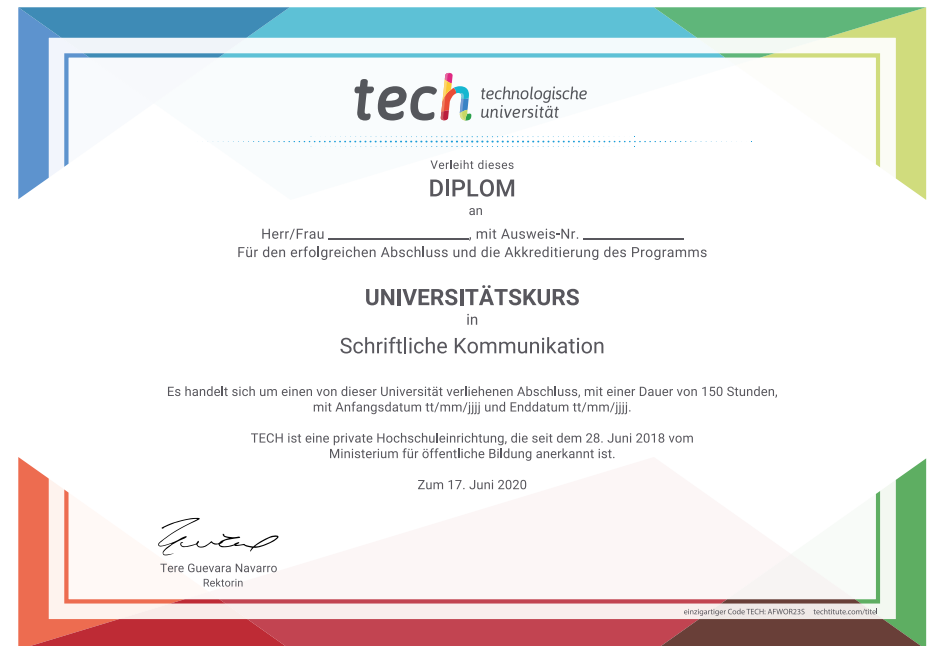 tech technologische
universität
Verleiht dieses
DIPLOM
an
Herr/Frau ____________________, mit Ausweis-Nr. ______________
Für den erfolgreichen Abschluss und die Akkreditierung des Programms
UNIVERSITÄTSKURS
in
Schriftliche Kommunikation
Es handelt sich um einen von dieser Universität verliehenen Abschluss, mit einer Dauer von 150 Stunden,
mit Anfangsdatum tt/mm/jjjj und Enddatum tt/mm/jjjj.
TECH ist eine private Hochschuleinrichtung, die seit dem 28. Juni 2018 vom
Ministerium für öffentliche Bildung anerkannt ist.
Zum 17. Juni 2020
Tere Guevara Navarro
Rektorin
einzigartiger Code TECH: AFWOR235 techtitute.com/titel